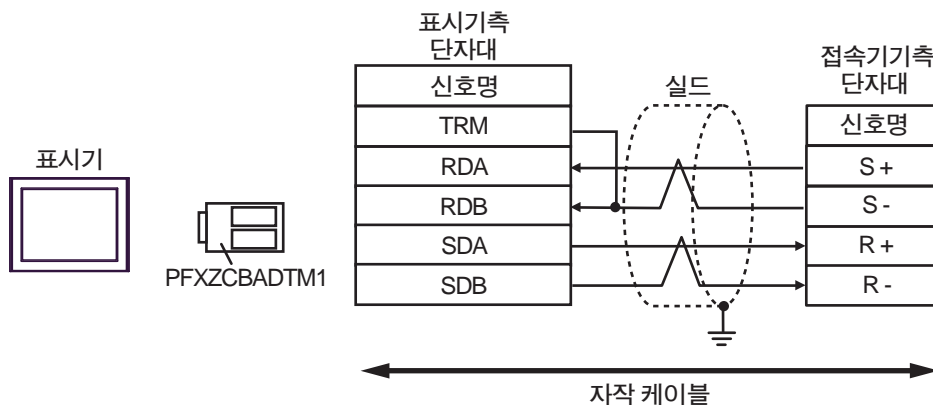 표시기측
단자대
신호명
TRM
RDA
RDB
SDA
SDB
실드
접속기기측
단자대
신호명
S +
S -
R +
R -
표시기
PFXZCBADTM1
자작 케이블